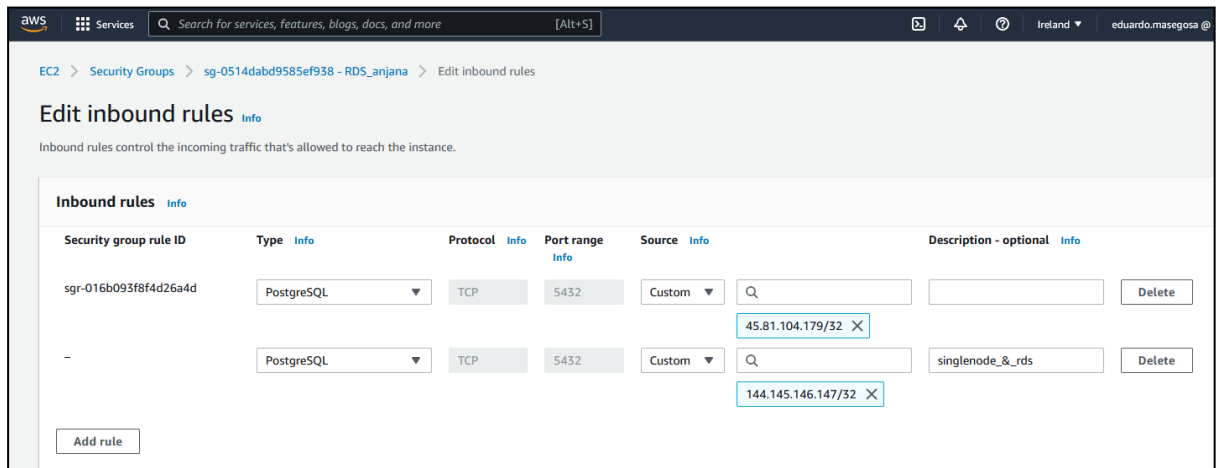 aws Services Search for services, features, blogs, docs, and more [Alt+S] Ireland ▼ eduardo.masegosa @
EC2 > Security Groups > sg-0514dabd9585ef938 - RDS_anjana > Edit inbound rules
Edit inbound rules Info
Inbound rules control the incoming traffic that's allowed to reach the instance.
Inbound rules Info
Security group rule ID Type Info Protocol Info Port range Info Source Info Description - optional Info
sgr-016b093f8f4d26a4d PostgreSQL TCP 5432 Custom Delete
45.81.104.179/32
– PostgreSQL TCP 5432 Custom singlenode_&_rds Delete
144.145.146.147/32
Add rule